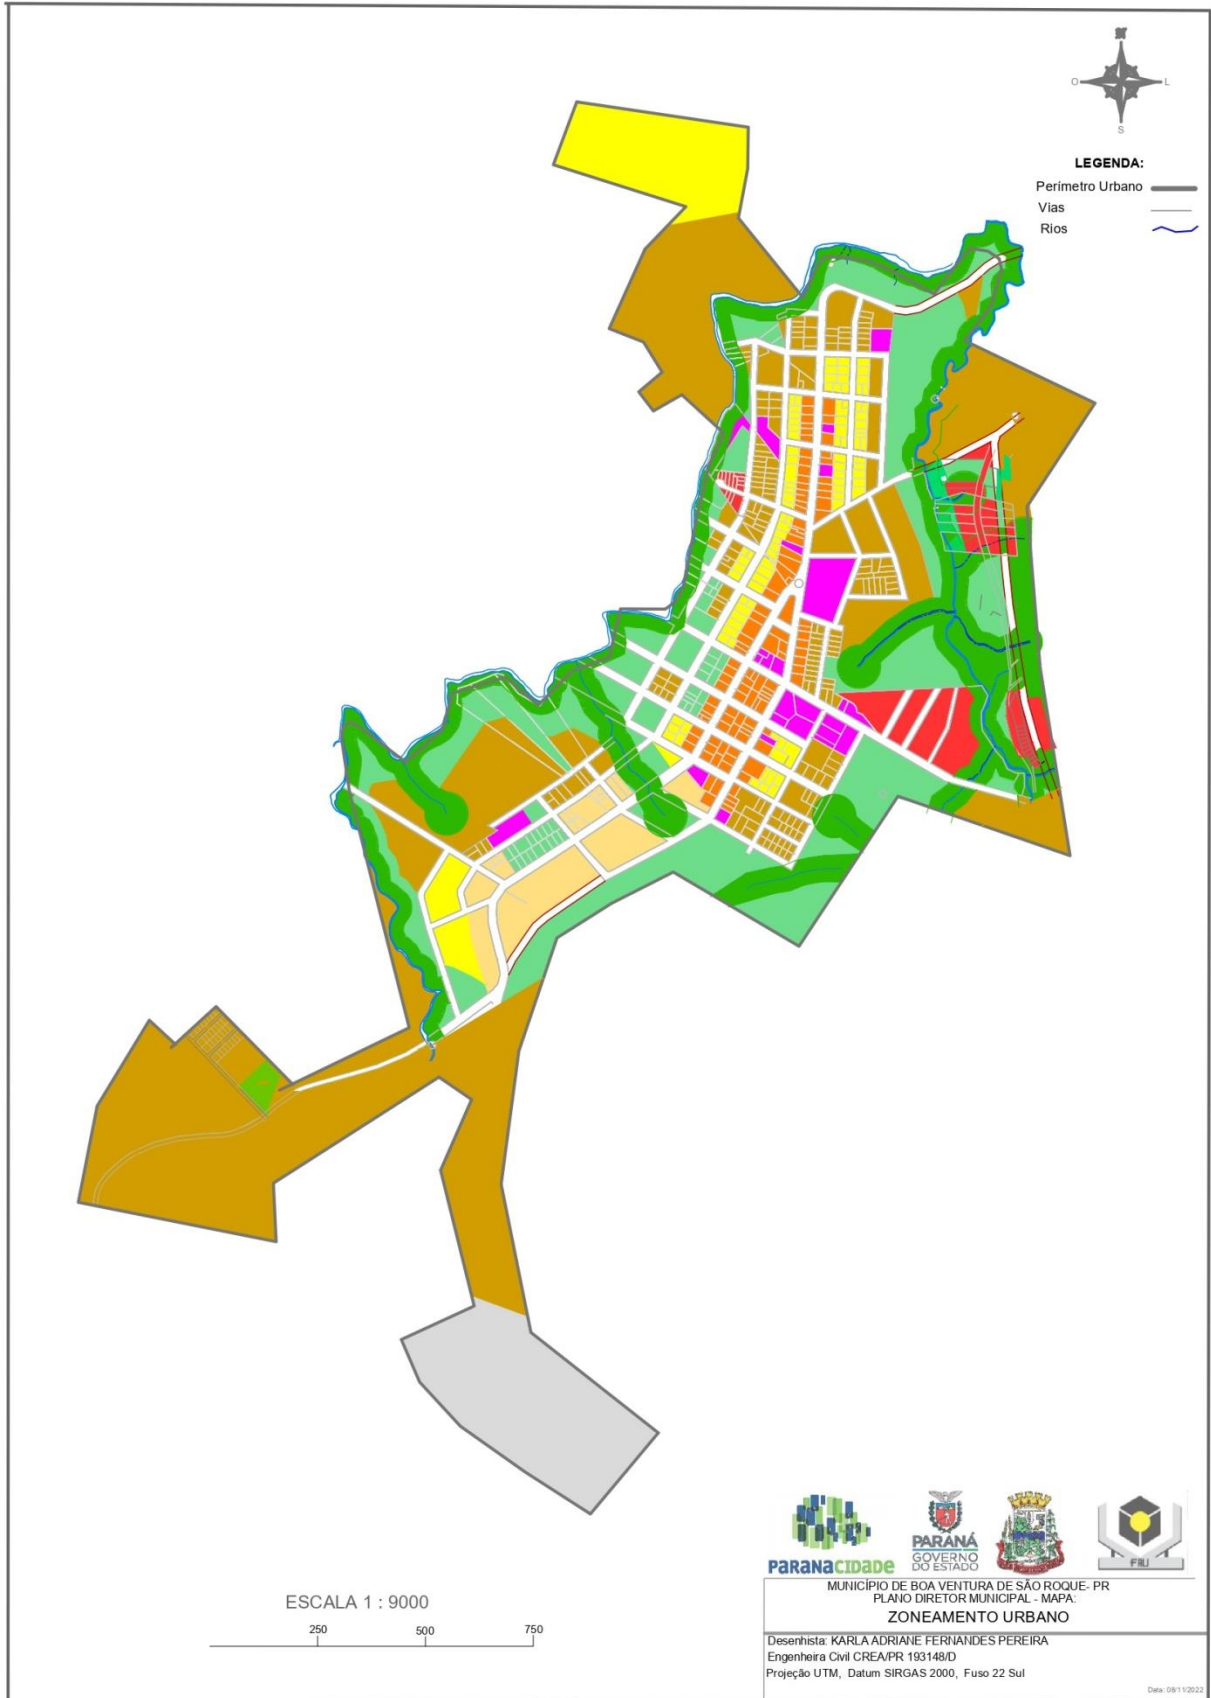 O
L
S
LEGENDA:
Perímetro Urbano
Vias
Rios
ESCALA 1 : 9000
250 500 750
PARANACIDADE
PARANÁ
GOVERNO
DO ESTADO
MUNICÍPIO DE BOA VENTURA DE SÃO ROQUE- PR
PLANO DIRETOR MUNICIPAL - MAPA:
ZONEAMENTO URBANO
Desenhista: KARLA ADRIANE FERNANDES PEREIRA
Engenheira Civil CREA/PR 193148/D
Projeção UTM, Datum SIRGAS 2000, Fuso 22 Sul
Data: 08/11/2022